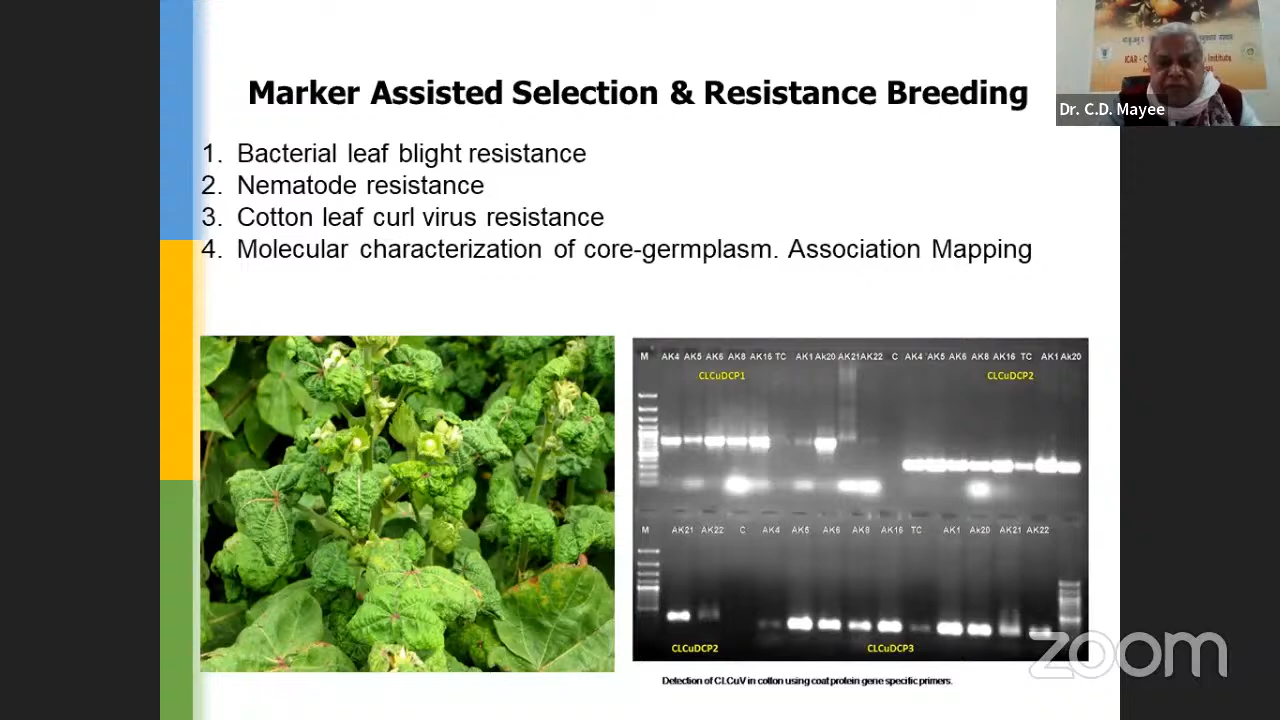 Marker Assisted Selection & Resistance Breeding
Dr. C.D. Mayee
1. Bacterial leaf blight resistance
2. Nematode resistance
3. Cotton leaf curl virus resistance
4. Molecular characterization of core-germplasm. Association Mapping
M AK4 AK5 AK6 AK8 AK16 TC AK1 Ak20 AK21 AK22 C AK4 AK5 AK6 AK8 AK16 TC AK1 Ak20
CLCuDCP1 CLCuDCP2
M AK21 AK22 C AK4 AK5 AK6 AK8 AK16 TC AK1 Ak20 AK21 AK22
CLCuDCP2 CLCuDCP3
zoom
Detection of CLCuV in cotton using coat protein gene specific primers.